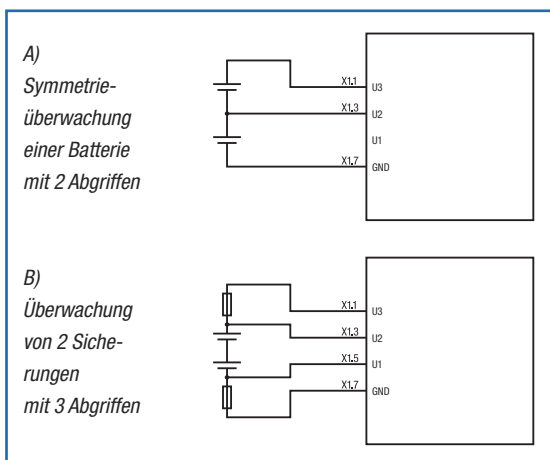 A)
Symmetrie-
überwachung
einer Batterie
mit 2 Abgriffen
X1.1 U3
X1.3 U2
U1
X1.7 GND
B)
Überwachung
von 2 Siche-
rungen
mit 3 Abgriffen
X1.1 U3
X1.3 U2
X1.5 U1
X1.7 GND